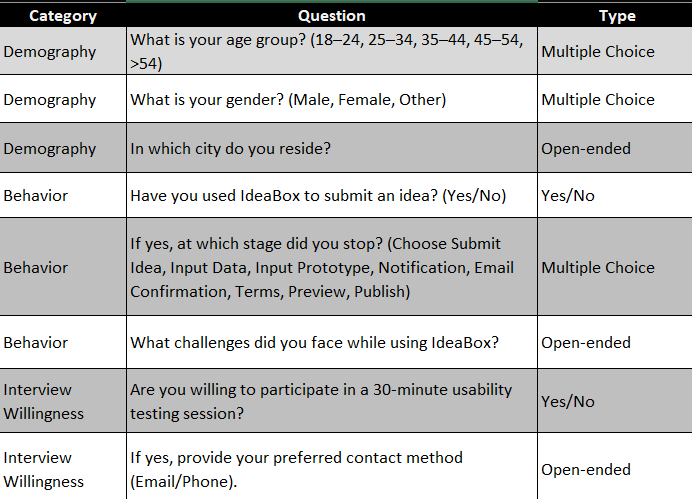 Category Question Type
Demography What is your age group? (18–24, 25–34, 35–44, 45–54, >54) Multiple Choice
Demography What is your gender? (Male, Female, Other) Multiple Choice
Demography In which city do you reside? Open-ended
Behavior Have you used IdeaBox to submit an idea? (Yes/No) Yes/No
Behavior If yes, at which stage did you stop? (Choose Submit Idea, Input Data, Input Prototype, Notification, Email Confirmation, Terms, Preview, Publish) Multiple Choice
Behavior What challenges did you face while using IdeaBox? Open-ended
Interview Willingness Are you willing to participate in a 30-minute usability testing session? Yes/No
Interview Willingness If yes, provide your preferred contact method (Email/Phone). Open-ended